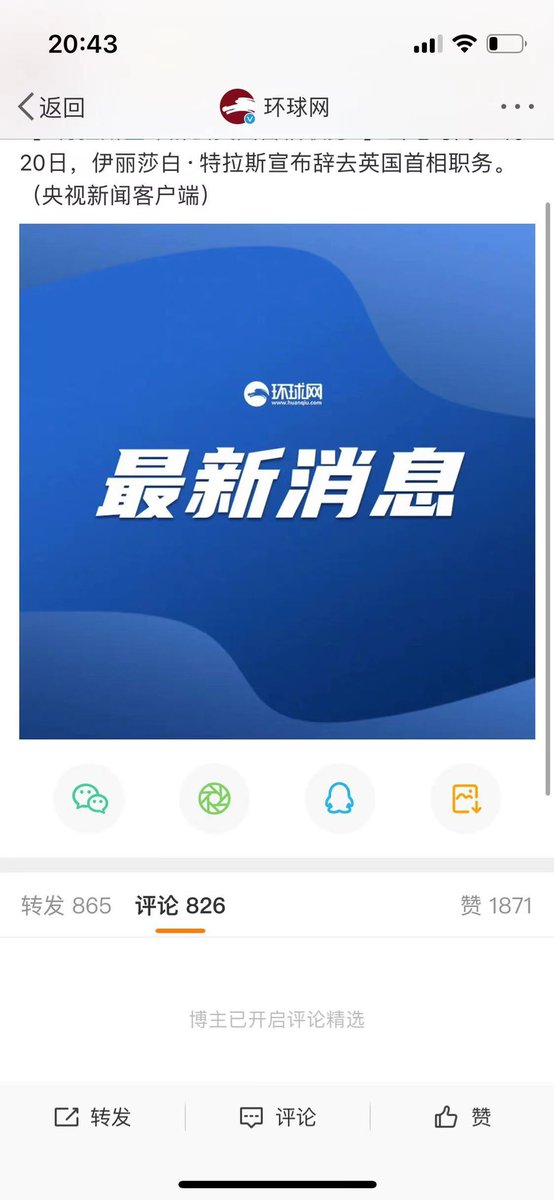 20:43
返回
环球网
20日，伊丽莎白·特拉斯宣布辞去英国首相职务。
（央视新闻客户端）
环球网
www.huanqiu.com
最新消息
转发 865 评论 826 赞 1871
博主已开启评论精选
转发 评论 赞